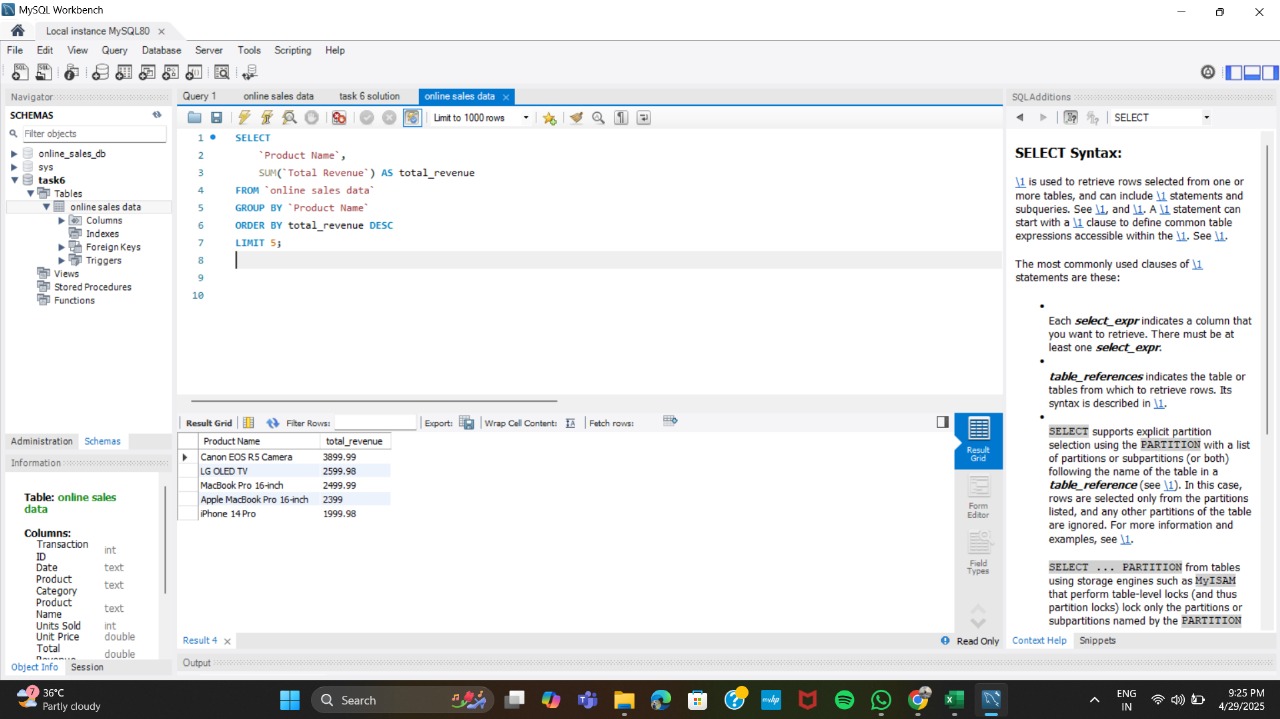 MySQL Workbench
Local instance MySQL80
File Edit View Query Database Server Tools Scripting Help
Navigator
SCHEMAS
Filter objects
online_sales_db
sys
task6
Tables
online sales data
Columns
Indexes
Foreign Keys
Triggers
Views
Stored Procedures
Functions
Administration Schemas
Information
Table: online sales
data
Columns:
Transaction
ID int
Date text
Product
Category text
Product
Name text
Units Sold int
Unit Price double
Total
Revenue double
Object Info Session
Query 1 online sales data task 6 solution online sales data
Limit to 1000 rows
1 SELECT
2 `Product Name`,
3 SUM(`Total Revenue`) AS total_revenue
4 FROM `online sales data`
5 GROUP BY `Product Name`
6 ORDER BY total_revenue DESC
7 LIMIT 5;
8
9
10
Result Grid Filter Rows: Export: Wrap Cell Content: Fetch rows:
Product Name total_revenue
Canon EOS R5 Camera 3899.99
LG OLED TV 2599.98
MacBook Pro 16-inch 2499.99
Apple MacBook Pro 16-inch 2399
iPhone 14 Pro 1999.98
Result
Grid
Form
Editor
Field
Types
Result 4 Read Only
Output
SQLAdditions
SELECT
SELECT Syntax:
\1 is used to retrieve rows selected from one or
more tables, and can include \1 statements and
subqueries. See \1, and \1. A \1 statement can
start with a \1 clause to define common table
expressions accessible within the \1. See \1.
The most commonly used clauses of \1
statements are these:
Each select_expr indicates a column that
you want to retrieve. There must be at
least one select_expr.
table_references indicates the table or
tables from which to retrieve rows. Its
syntax is described in \1.
SELECT supports explicit partition
selection using the PARTITION with a list
of partitions or subpartitions (or both)
following the name of the table in a
table_reference (see \1). In this case,
rows are selected only from the partitions
listed, and any other partitions of the table
are ignored. For more information and
examples, see \1.
SELECT ... PARTITION from tables
using storage engines such as MyISAM
that perform table-level locks (and thus
partition locks) lock only the partitions or
subpartitions named by the PARTITION
Context Help Snippets
7
36°C
Partly cloudy
Search
ENG
IN
9:25 PM
4/29/2025